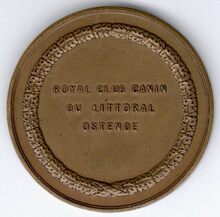 ROYAL CLUB CANIN
DU LITTORAL
OSTENDE